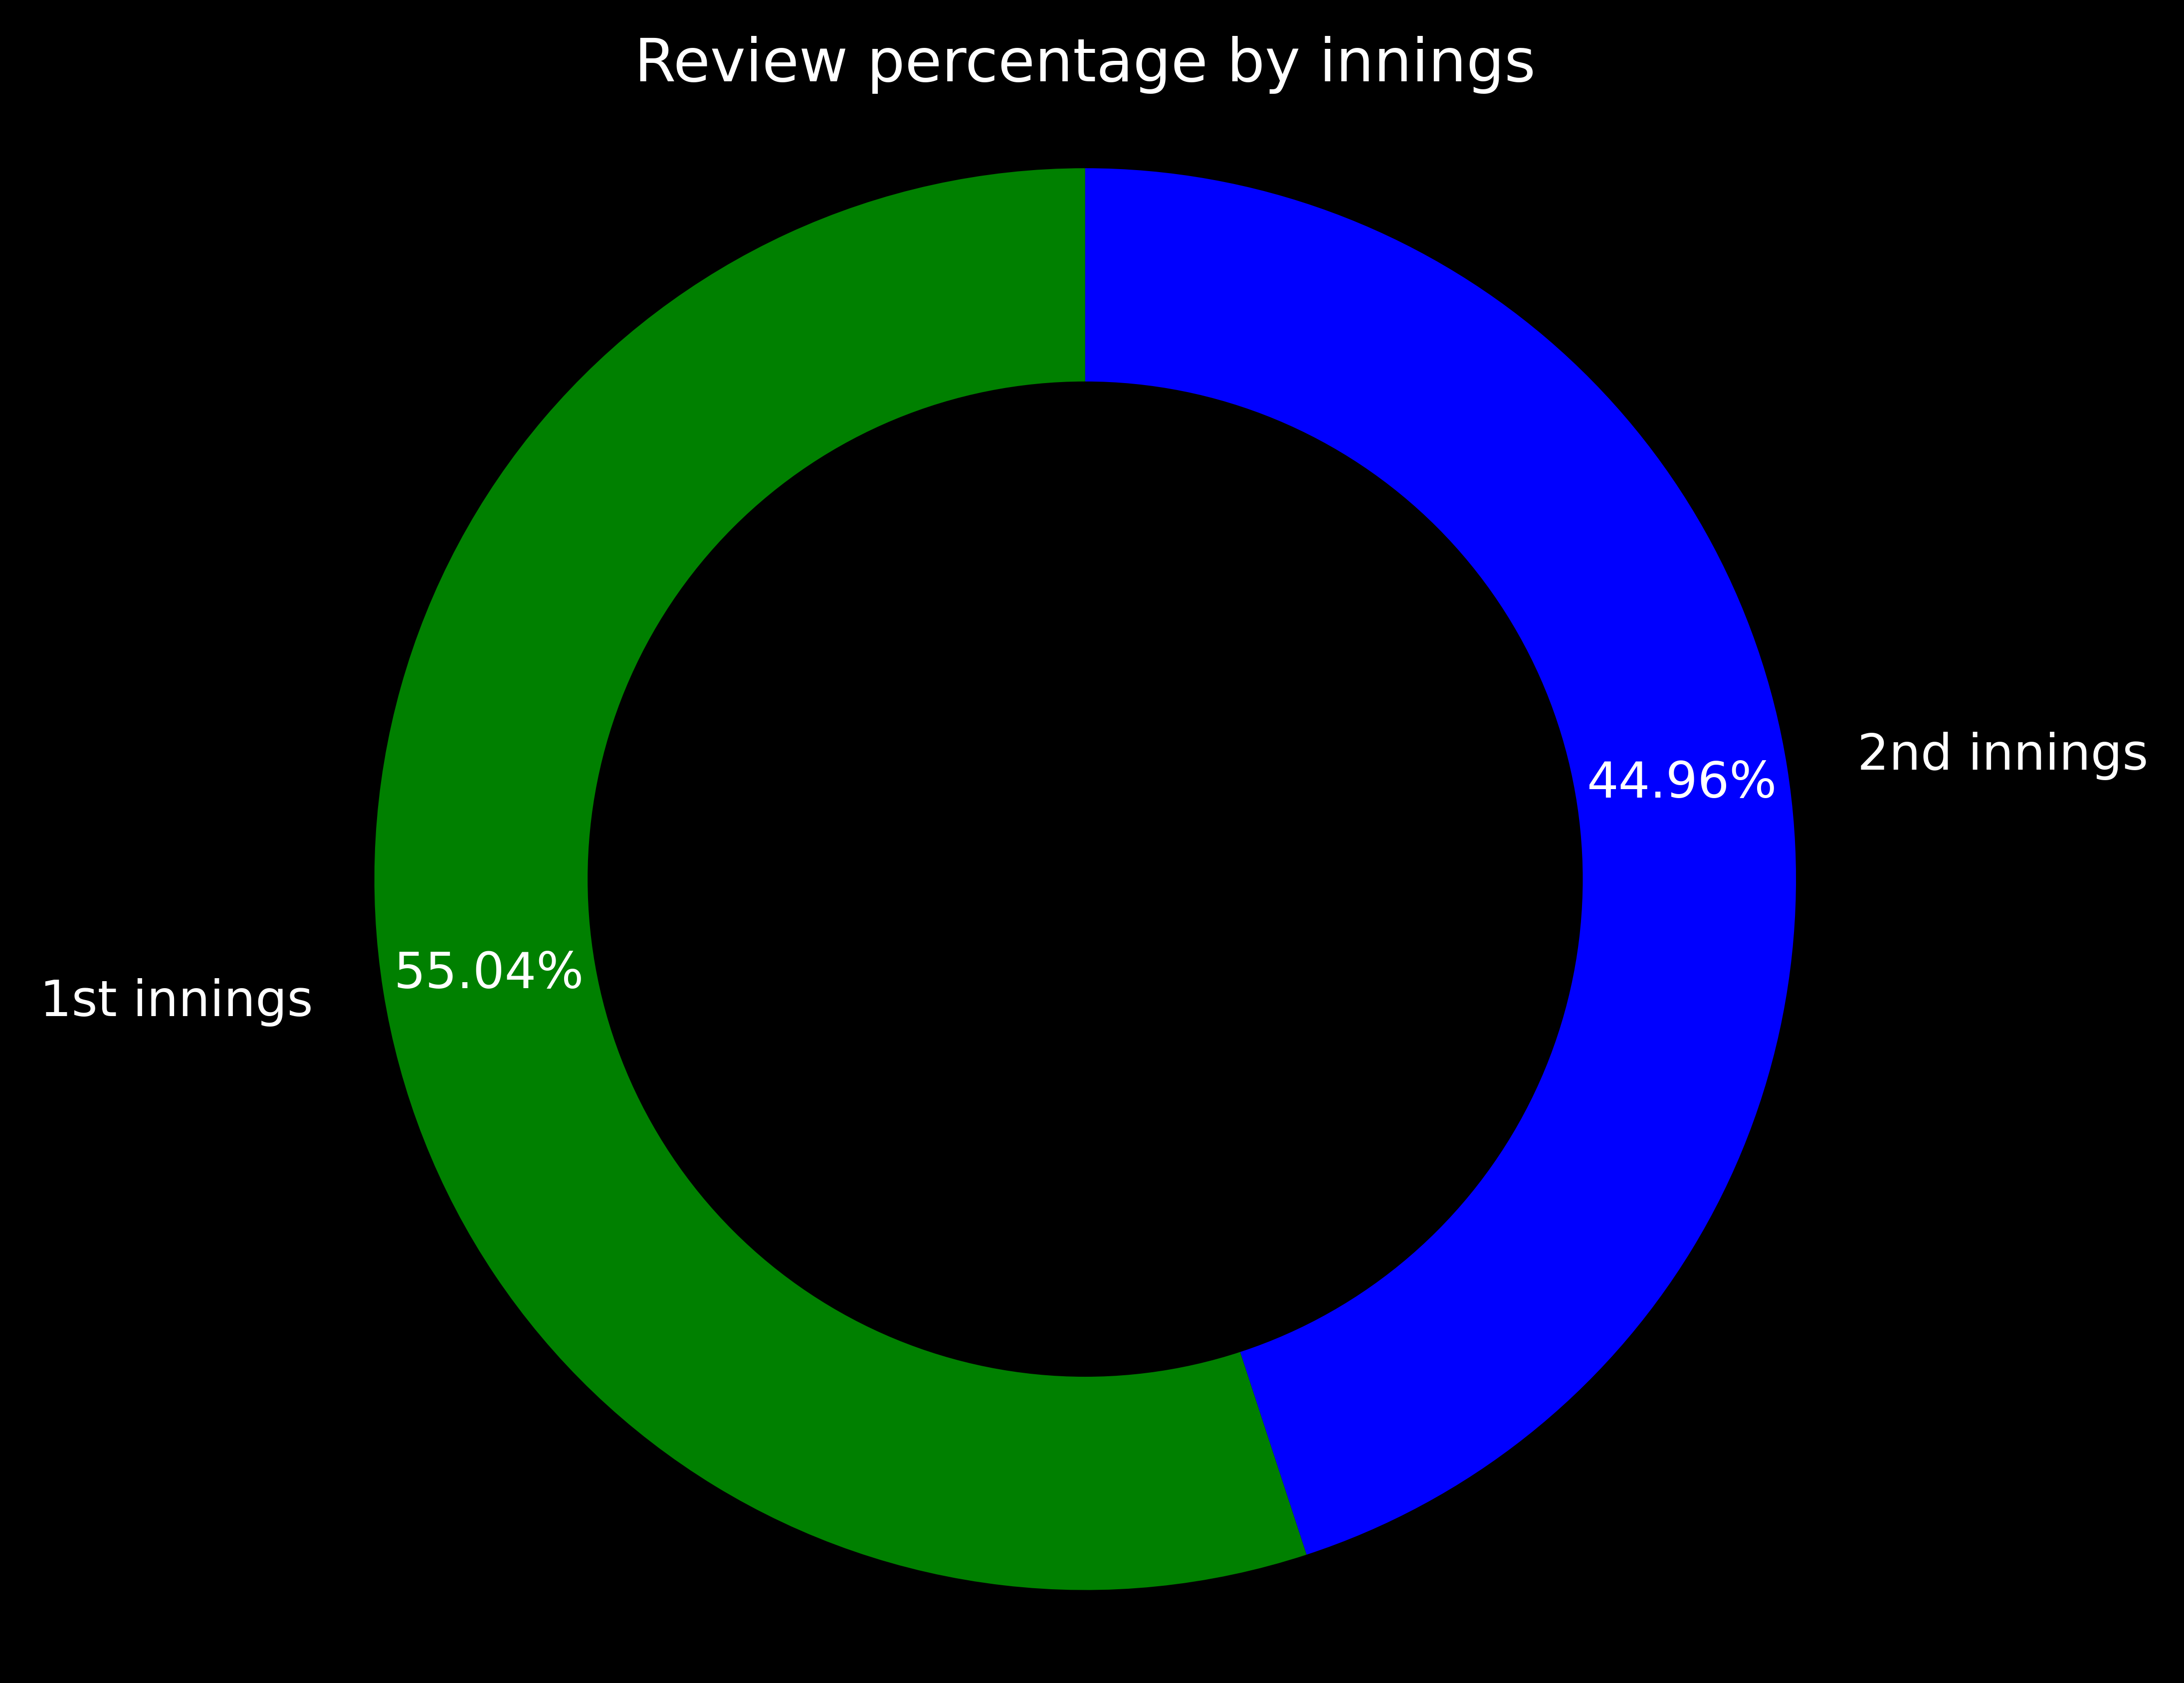 Review percentage by innings
2nd innings
44.96%
55.04%
1st innings